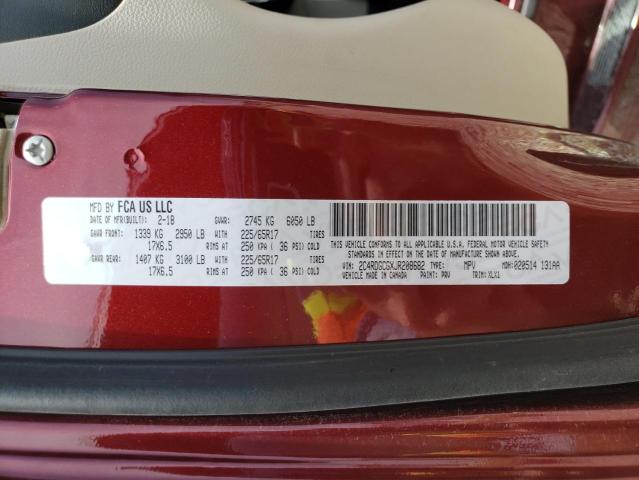 MFD BY FCA US LLC
DATE OF MFR(BUILT): 2-18 GVWR: 2745 KG 6050 LB
GAWR FRONT: 1339 KG 2950 LB WITH 225/65R17 TIRES
17X6.5 RIMS AT 250 KPA ( 36 PSI) COLD
GAWR REAR: 1407 KG 3100 LB WITH 225/65R17 TIRES
17X6.5 RIMS AT 250 KPA ( 36 PSI) COLD
THIS VEHICLE CONFORMS TO ALL APPLICABLE U.S.A. FEDERAL MOTOR VEHICLE SAFETY
STANDARDS IN EFFECT ON THE DATE OF MANUFACTURE SHOWN ABOVE.
VIN: 2C4RDGCGXJR208682 TYPE: MPV MDH: 020514 131AA
VEHICLE MADE IN CANADA PAINT: PRV TRIM: XLX1